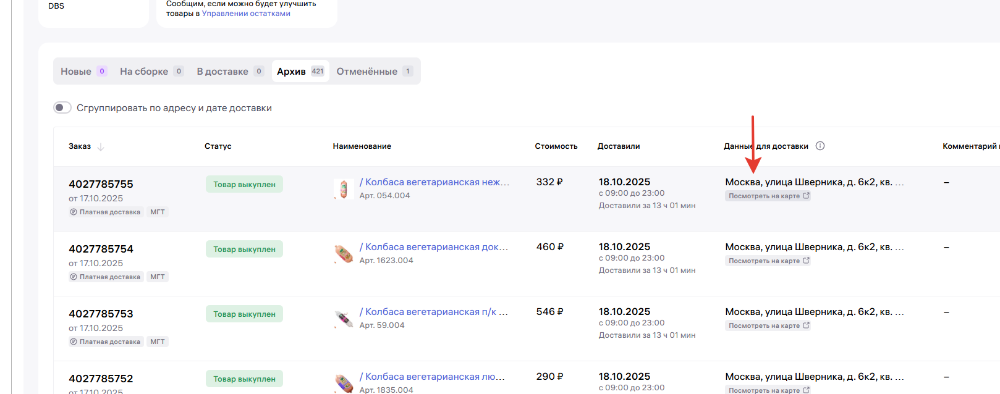 DBS
Сообщим, если можно будет улучшить
товары в Управлении остатками
Новые 0 На сборке 0 В доставке 0 Архив 421 Отменённые 1
Сгруппировать по адресу и дате доставки
Заказ Статус Наименование Стоимость Доставили Данные для доставки Комментарий
4027785755 Товар выкуплен / Колбаса вегетарианская неж... 332 ₽ 18.10.2025 Москва, улица Шверника, д. 6к2, кв. ... –
от 17.10.2025 Арт. 054.004 с 09:00 до 23:00 Посмотреть на карте
Платная доставка МГТ Доставили за 13 ч 01 мин
4027785754 Товар выкуплен / Колбаса вегетарианская док... 460 ₽ 18.10.2025 Москва, улица Шверника, д. 6к2, кв. ... –
от 17.10.2025 Арт. 1623.004 с 09:00 до 23:00 Посмотреть на карте
Платная доставка МГТ Доставили за 13 ч 01 мин
4027785753 Товар выкуплен / Колбаса вегетарианская п/к ... 546 ₽ 18.10.2025 Москва, улица Шверника, д. 6к2, кв. ... –
от 17.10.2025 Арт. 59.004 с 09:00 до 23:00 Посмотреть на карте
Платная доставка МГТ Доставили за 13 ч 01 мин
4027785752 Товар выкуплен / Колбаса вегетарианская лю... 290 ₽ 18.10.2025 Москва, улица Шверника, д. 6к2, кв. ... –
от 17.10.2025 Арт. 1835.004 с 09:00 до 23:00 Посмотреть на карте